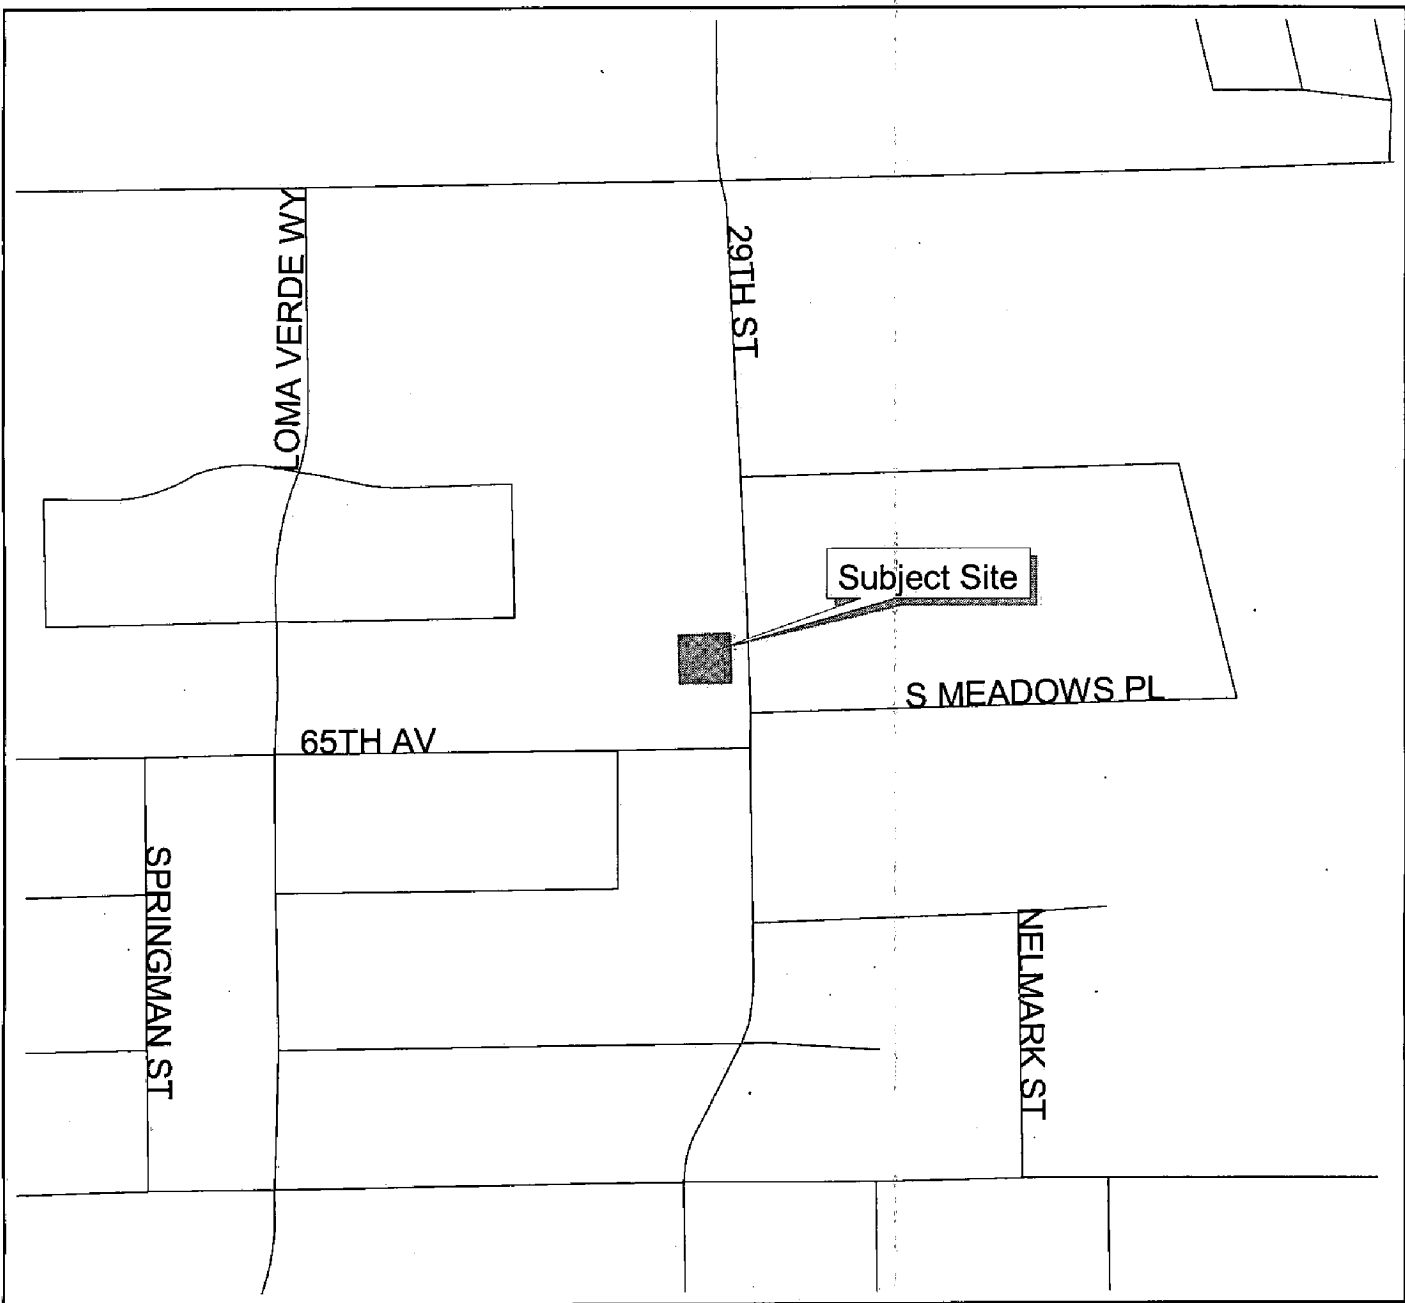 LOMA VERDE WY
29TH ST
Subject Site
S MEADOWS PL
65TH AV
SPRINGMAN ST
NELMARK ST